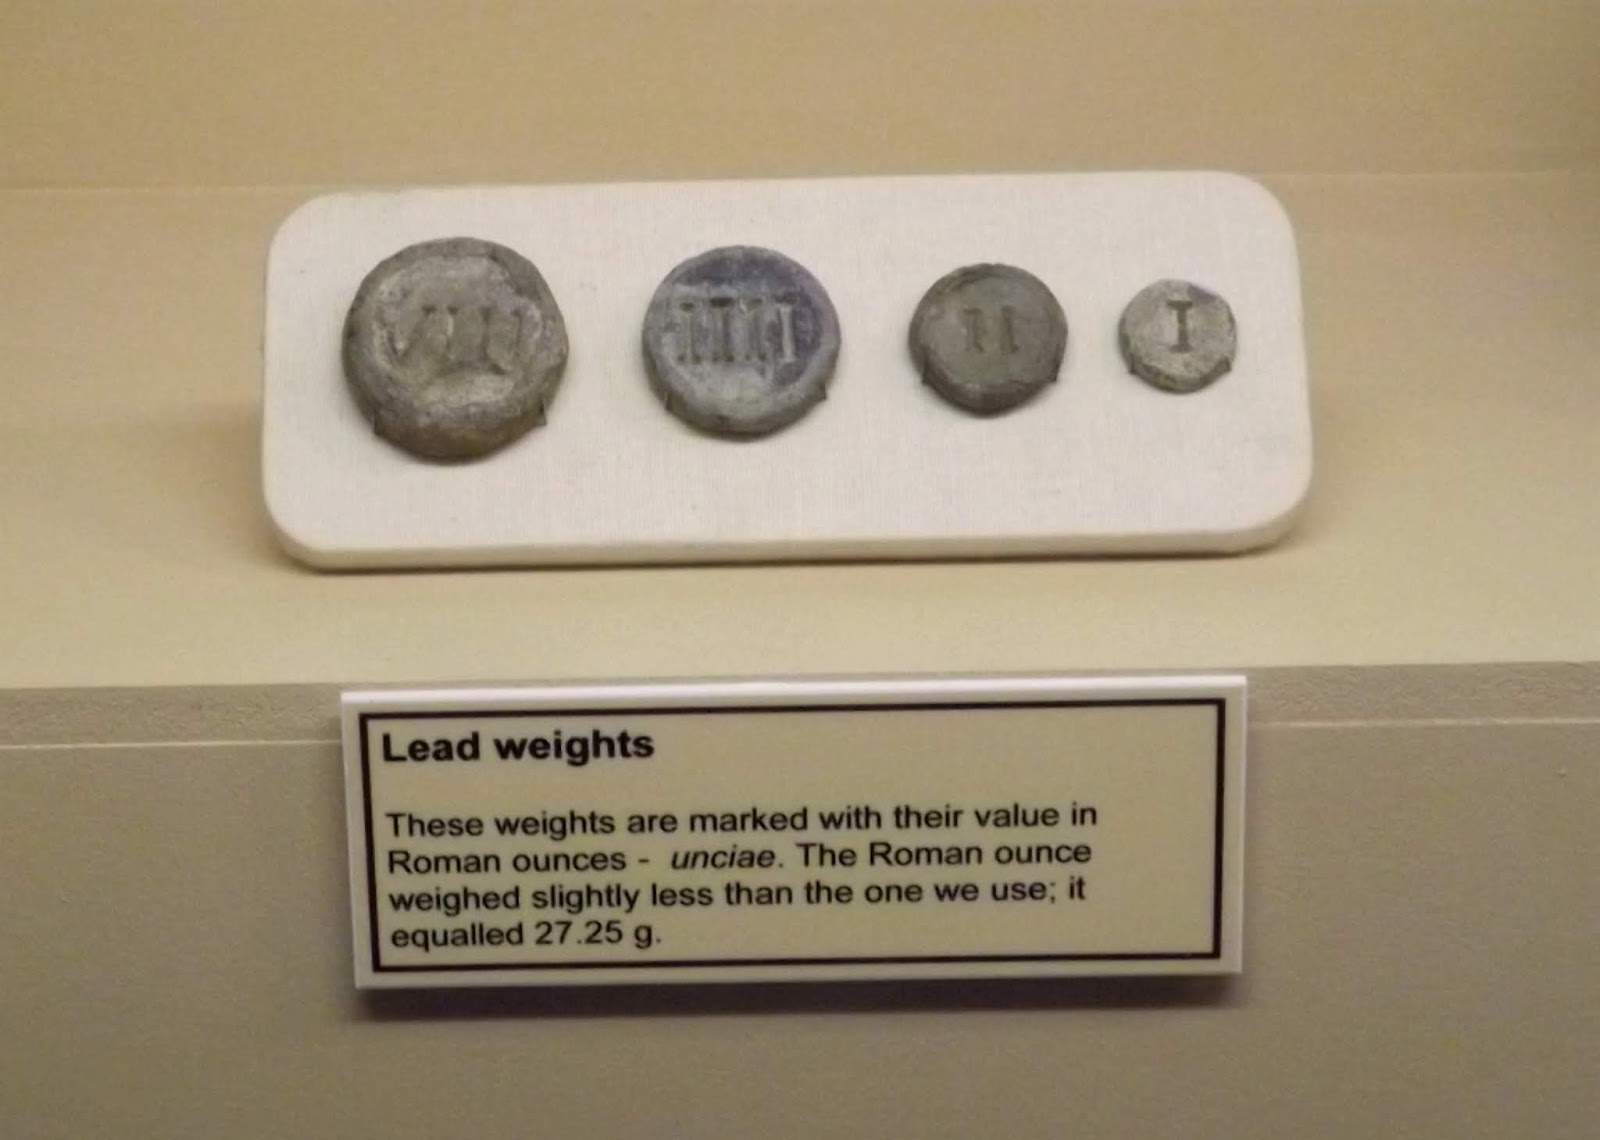 VIII IIII II I
Lead weights
These weights are marked with their value in
Roman ounces - unciae. The Roman ounce
weighed slightly less than the one we use; it
equalled 27.25 g.